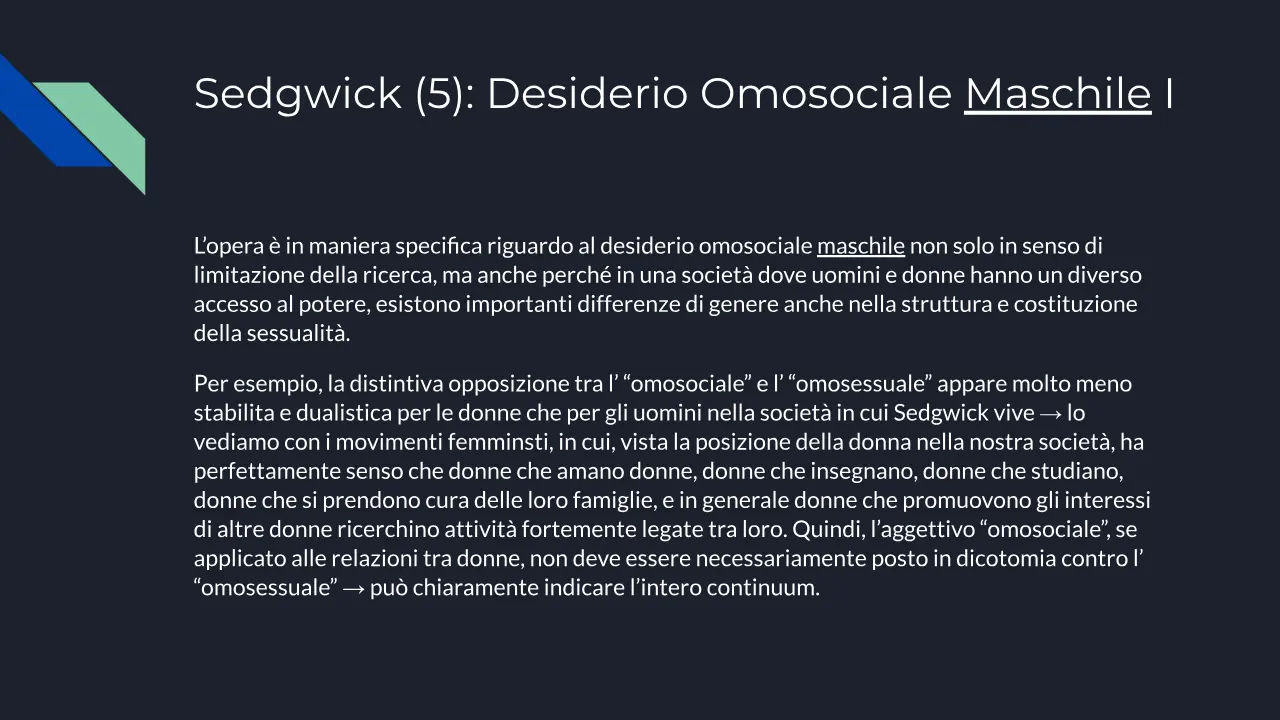 Sedgwick (5): Desiderio Omosociale Maschile I
L’opera è in maniera specifica riguardo al desiderio omosociale maschile non solo in senso di
limitazione della ricerca, ma anche perché in una società dove uomini e donne hanno un diverso
accesso al potere, esistono importanti differenze di genere anche nella struttura e costituzione
della sessualità.
Per esempio, la distintiva opposizione tra l’ “omosociale” e l’ “omosessuale” appare molto meno
stabilita e dualistica per le donne che per gli uomini nella società in cui Sedgwick vive → lo
vediamo con i movimenti femminsti, in cui, vista la posizione della donna nella nostra società, ha
perfettamente senso che donne che amano donne, donne che insegnano, donne che studiano,
donne che si prendono cura delle loro famiglie, e in generale donne che promuovono gli interessi
di altre donne ricerchino attività fortemente legate tra loro. Quindi, l’aggettivo “omosociale”, se
applicato alle relazioni tra donne, non deve essere necessariamente posto in dicotomia contro l’
“omosessuale” → può chiaramente indicare l’intero continuum.